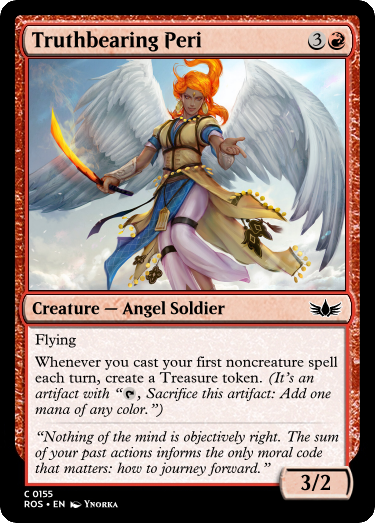 Truthbearing Peri 3
Creature — Angel Soldier
Flying
Whenever you cast your first noncreature spell
each turn, create a Treasure token. (It's an
artifact with “, Sacrifice this artifact: Add one
mana of any color.”)
“Nothing of the mind is objectively right. The sum
of your past actions informs the only moral code
that matters: how to journey forward.”
3/2
C 0155
ROS • EN Ynorka